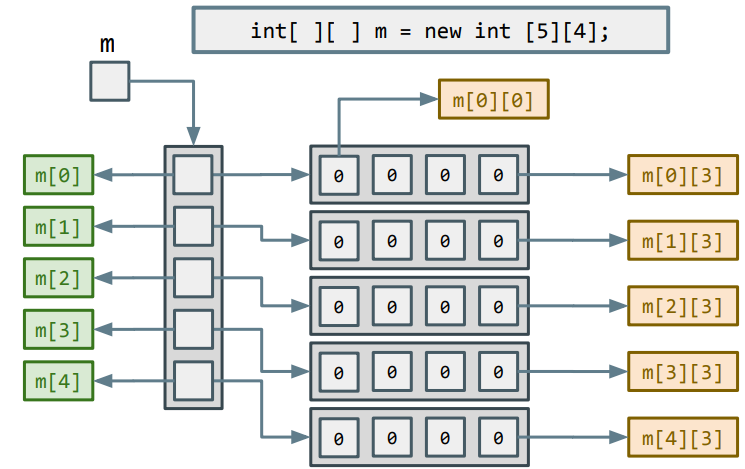 int[ ][ ] m = new int [5][4];
m
m[0][0]
m[0]
0 0 0 0
m[0][3]
m[1]
0 0 0 0
m[1][3]
m[2]
0 0 0 0
m[2][3]
m[3]
0 0 0 0
m[3][3]
m[4]
0 0 0 0
m[4][3]